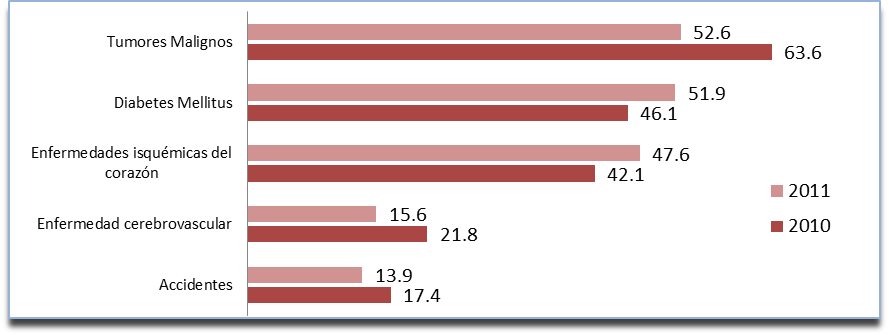 Tumores Malignos
52.6
63.6
Diabetes Mellitus
51.9
46.1
Enfermedades isquémicas del
corazón
47.6
42.1
Enfermedad cerebrovascular
15.6
21.8
Accidentes
13.9
17.4
2011
2010